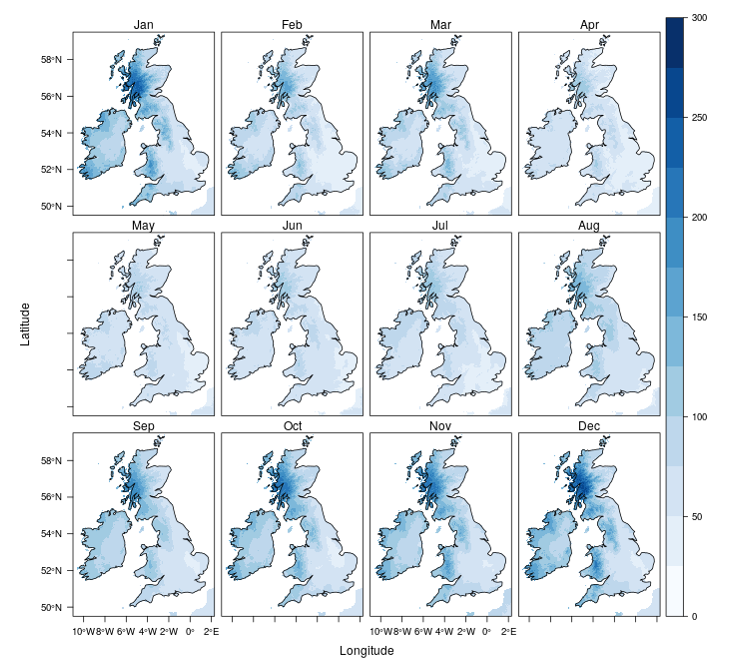 Jan Feb Mar Apr
300
58°N
56°N
250
54°N
52°N
50°N
200
May Jun Jul Aug
150
Latitude
100
Sep Oct Nov Dec
58°N
56°N
50
54°N
52°N
50°N
0
10°W 8°W 6°W 4°W 2°W 0° 2°E 10°W 8°W 6°W 4°W 2°W 0° 2°E
Longitude